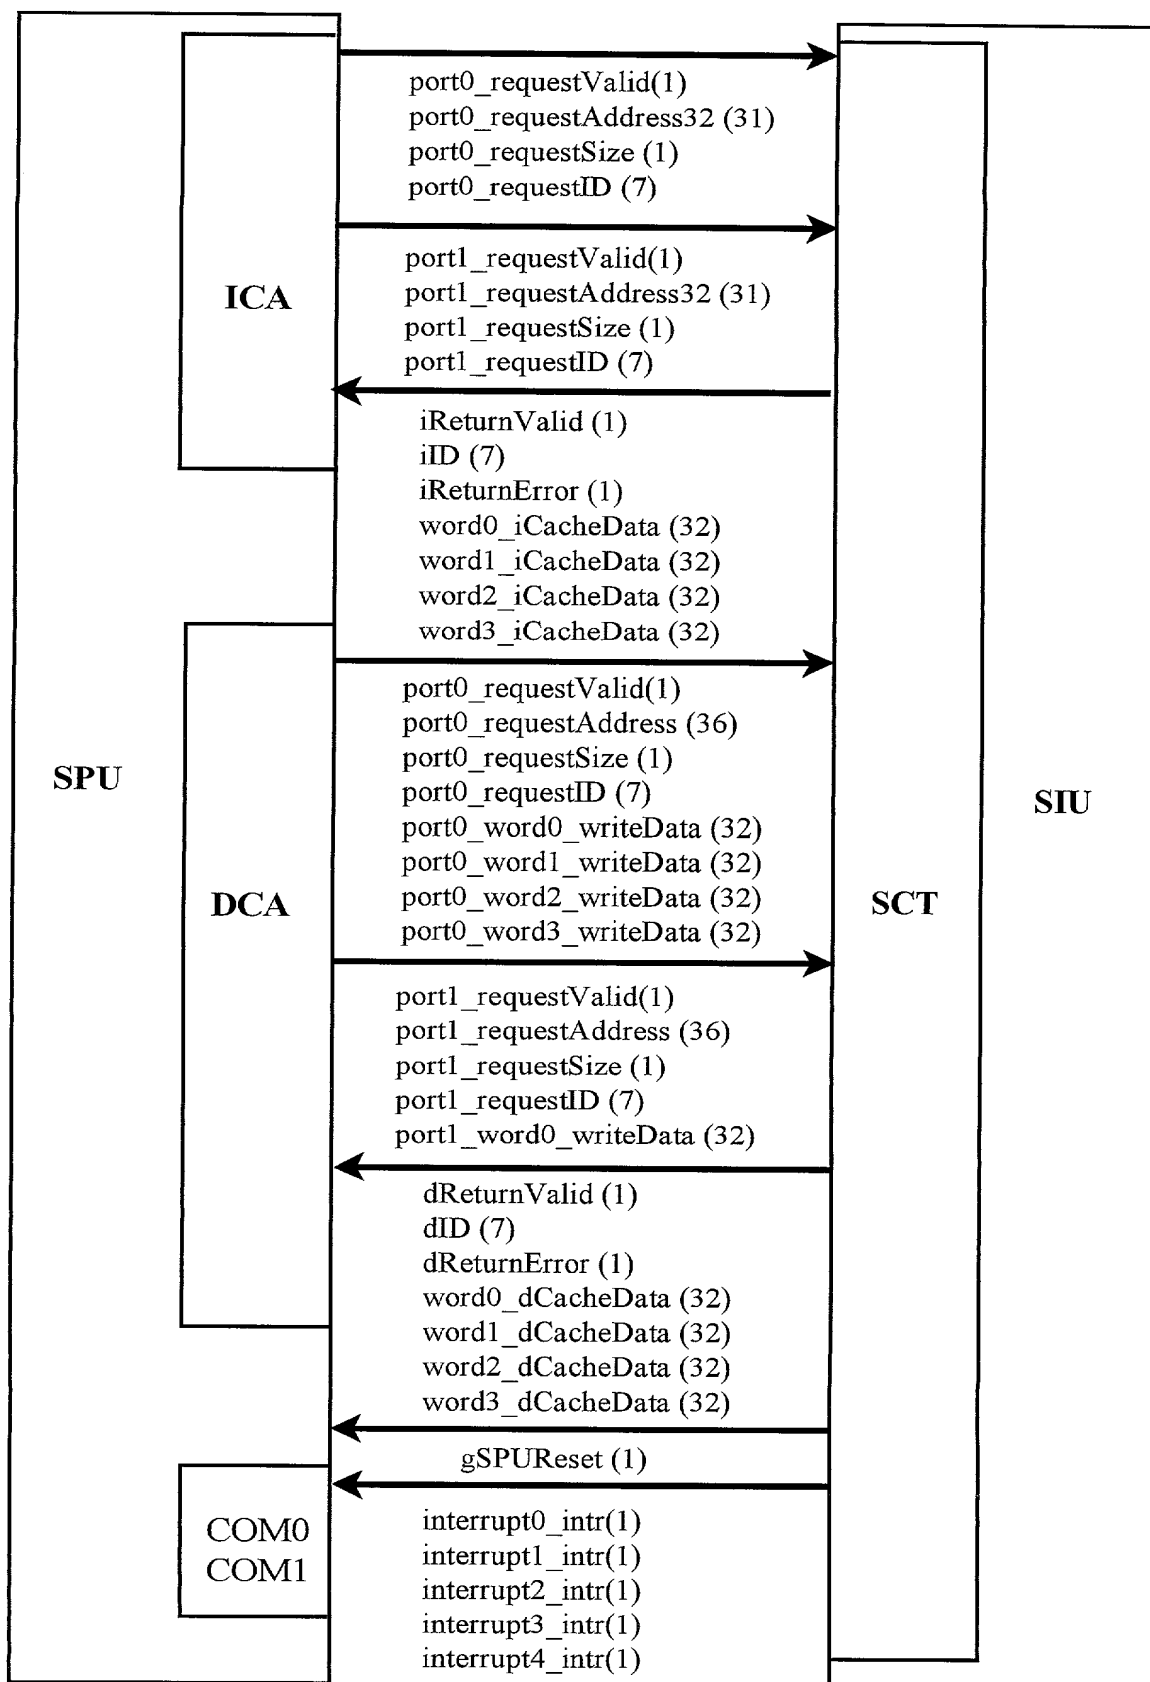 port0_requestValid(1)
port0_requestAddress32 (31)
port0_requestSize (1)
port0_requestID (7)
port1_requestValid(1)
ICA
port1_requestAddress32 (31)
port1_requestSize (1)
port1_requestID (7)
iReturnValid (1)
iID (7)
iReturnError (1)
word0_iCacheData (32)
word1_iCacheData (32)
word2_iCacheData (32)
word3_iCacheData (32)
port0_requestValid(1)
port0_requestAddress (36)
port0_requestSize (1)
SPU
port0_requestID (7)
SIU
port0_word0_writeData (32)
port0_word1_writeData (32)
port0_word2_writeData (32)
DCA
SCT
port0_word3_writeData (32)
port1_requestValid(1)
port1_requestAddress (36)
port1_requestSize (1)
port1_requestID (7)
port1_word0_writeData (32)
dReturnValid (1)
dID (7)
dReturnError (1)
word0_dCacheData (32)
word1_dCacheData (32)
word2_dCacheData (32)
word3_dCacheData (32)
gSPUReset (1)
COM0
COM1
interrupt0_intr(1)
interrupt1_intr(1)
interrupt2_intr(1)
interrupt3_intr(1)
interrupt4_intr(1)